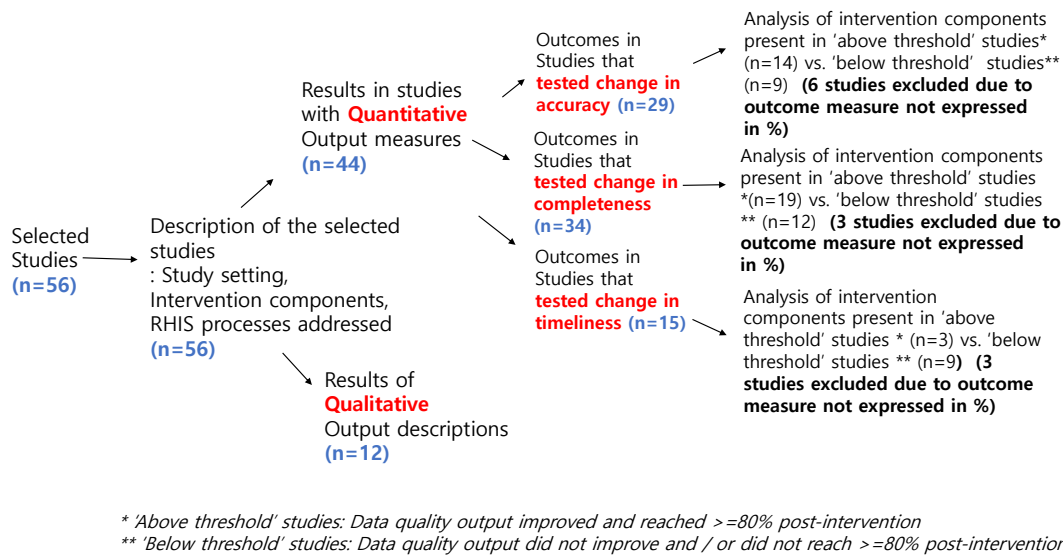 Selected
Studies
(n=56)
Description of the selected
studies
: Study setting,
Intervention components,
RHIS processes addressed
(n=56)
Results in studies
with Quantitative
Output measures
(n=44)
Results of
Qualitative
Output descriptions
(n=12)
Outcomes in
Studies that
tested change in
accuracy (n=29)
Outcomes in
Studies that
tested change in
completeness
(n=34)
Outcomes in
Studies that
tested change in
timeliness (n=15)
Analysis of intervention components
present in ‘above threshold’ studies*
(n=14) vs. ‘below threshold’ studies**
(n=9) (6 studies excluded due to
outcome measure not expressed
in %)
Analysis of intervention components
present in ‘above threshold’ studies
*(n=19) vs. ‘below threshold’ studies
** (n=12) (3 studies excluded due to
outcome measure not expressed
in %)
Analysis of intervention
components present in ‘above
threshold’ studies * (n=3) vs. ‘below
threshold’ studies ** (n=9) (3
studies excluded due to outcome
measure not expressed in %)
* ‘Above threshold’ studies: Data quality output improved and reached >=80% post-intervention
** ‘Below threshold’ studies: Data quality output did not improve and / or did not reach >=80% post-intervention